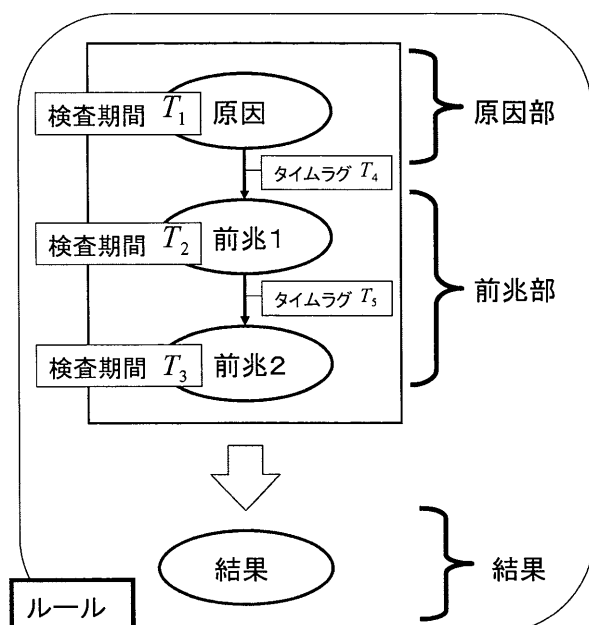 検査期間 T₁
原因
原因部
タイムラグ T₄
検査期間 T₂
前兆1
タイムラグ T₅
前兆部
検査期間 T₃
前兆2
結果
結果
ルール